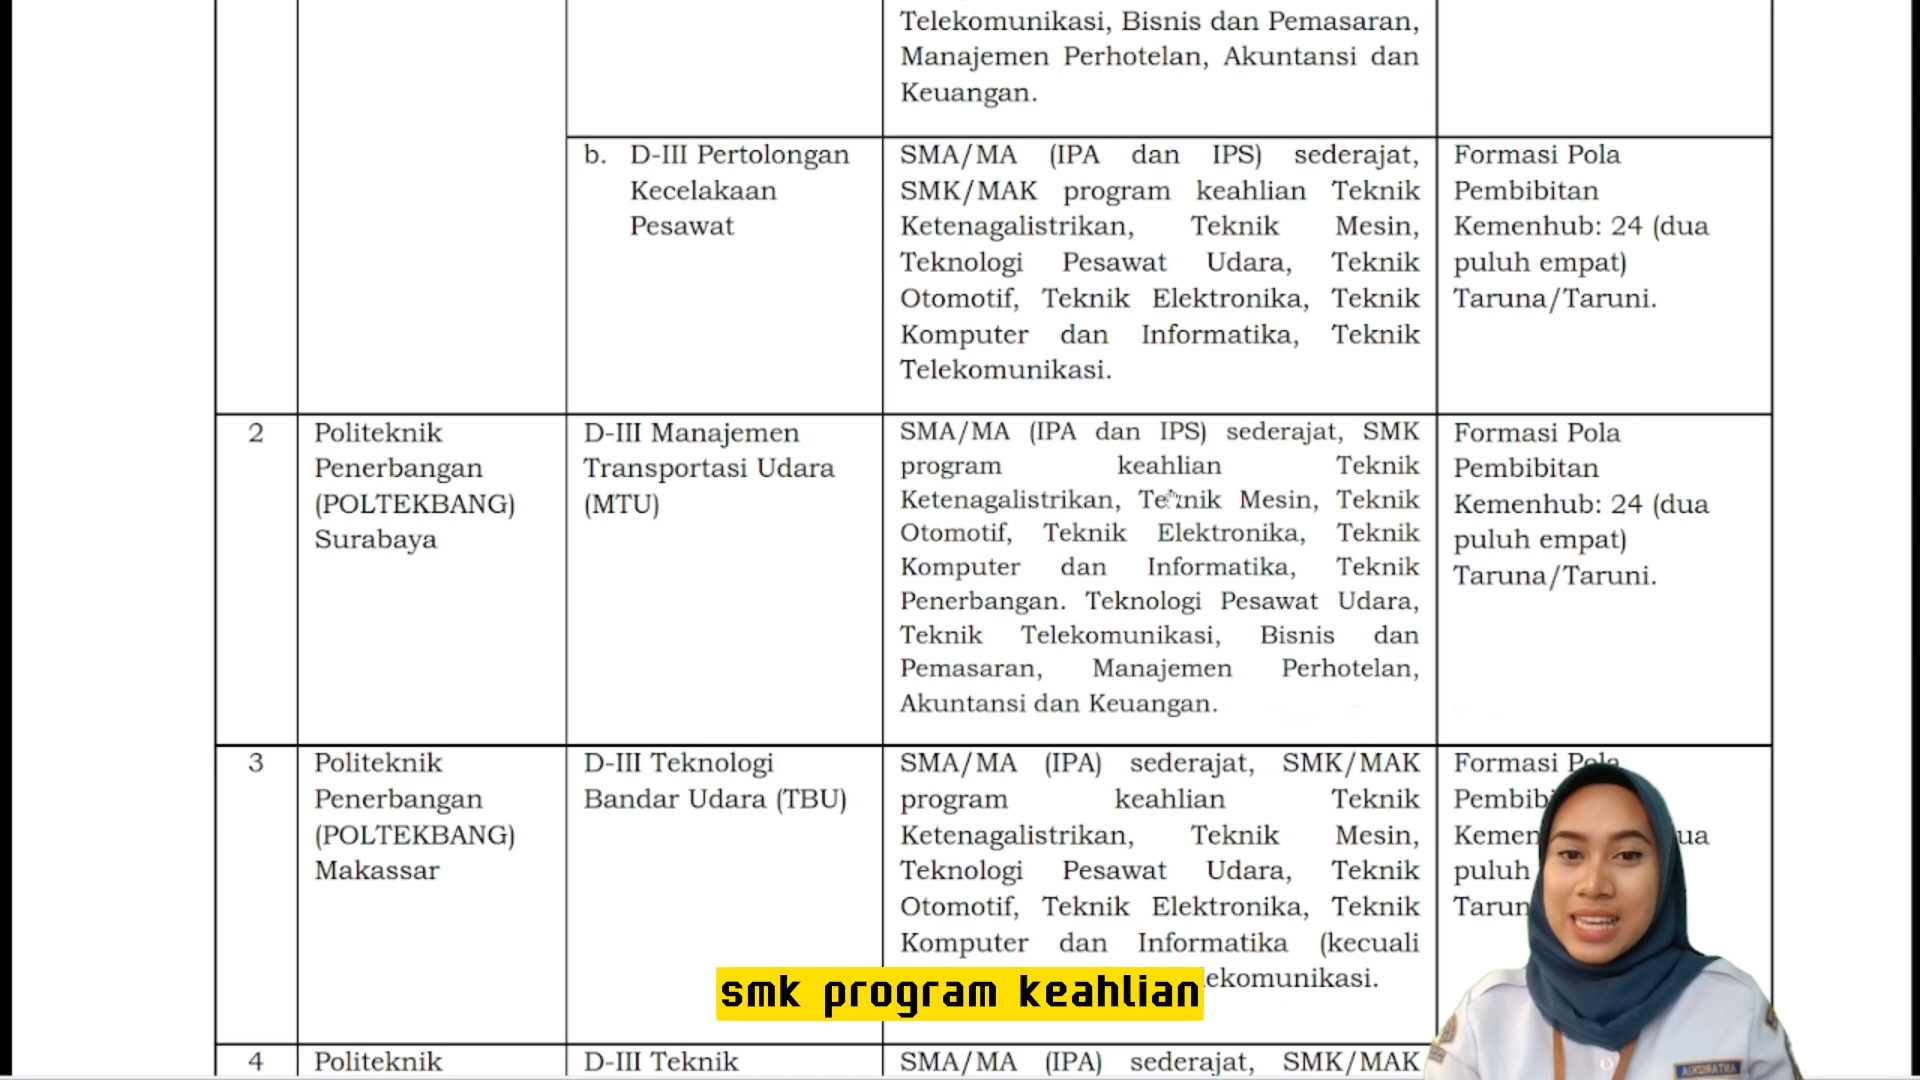 Telekomunikasi, Bisnis dan Pemasaran,
Manajemen Perhotelan, Akuntansi dan
Keuangan.
b. D-III Pertolongan
Kecelakaan
Pesawat
SMA/MA (IPA dan IPS) sederajat,
SMK/MAK program keahlian Teknik
Ketenagalistrikan, Teknik Mesin,
Teknologi Pesawat Udara, Teknik
Otomotif, Teknik Elektronika, Teknik
Komputer dan Informatika, Teknik
Telekomunikasi.
Formasi Pola
Pembibitan
Kemenhub: 24 (dua
puluh empat)
Taruna/Taruni.
2
Politeknik
Penerbangan
(POLTEKBANG)
Surabaya
D-III Manajemen
Transportasi Udara
(MTU)
SMA/MA (IPA dan IPS) sederajat, SMK
program keahlian Teknik
Ketenagalistrikan, Teknik Mesin, Teknik
Otomotif, Teknik Elektronika, Teknik
Komputer dan Informatika, Teknik
Penerbangan. Teknologi Pesawat Udara,
Teknik Telekomunikasi, Bisnis dan
Pemasaran, Manajemen Perhotelan,
Akuntansi dan Keuangan.
Formasi Pola
Pembibitan
Kemenhub: 24 (dua
puluh empat)
Taruna/Taruni.
3
Politeknik
Penerbangan
(POLTEKBANG)
Makassar
D-III Teknologi
Bandar Udara (TBU)
SMA/MA (IPA) sederajat, SMK/MAK
program keahlian Teknik
Ketenagalistrikan, Teknik Mesin,
Teknologi Pesawat Udara, Teknik
Otomotif, Teknik Elektronika, Teknik
Komputer dan Informatika (kecuali
ekomunikasi.
Formasi Pola
Pembib
Kemen ua
puluh
Tarun
4
Politeknik
D-III Teknik
SMA/MA (IPA) sederajat, SMK/MAK
smk program keahlian